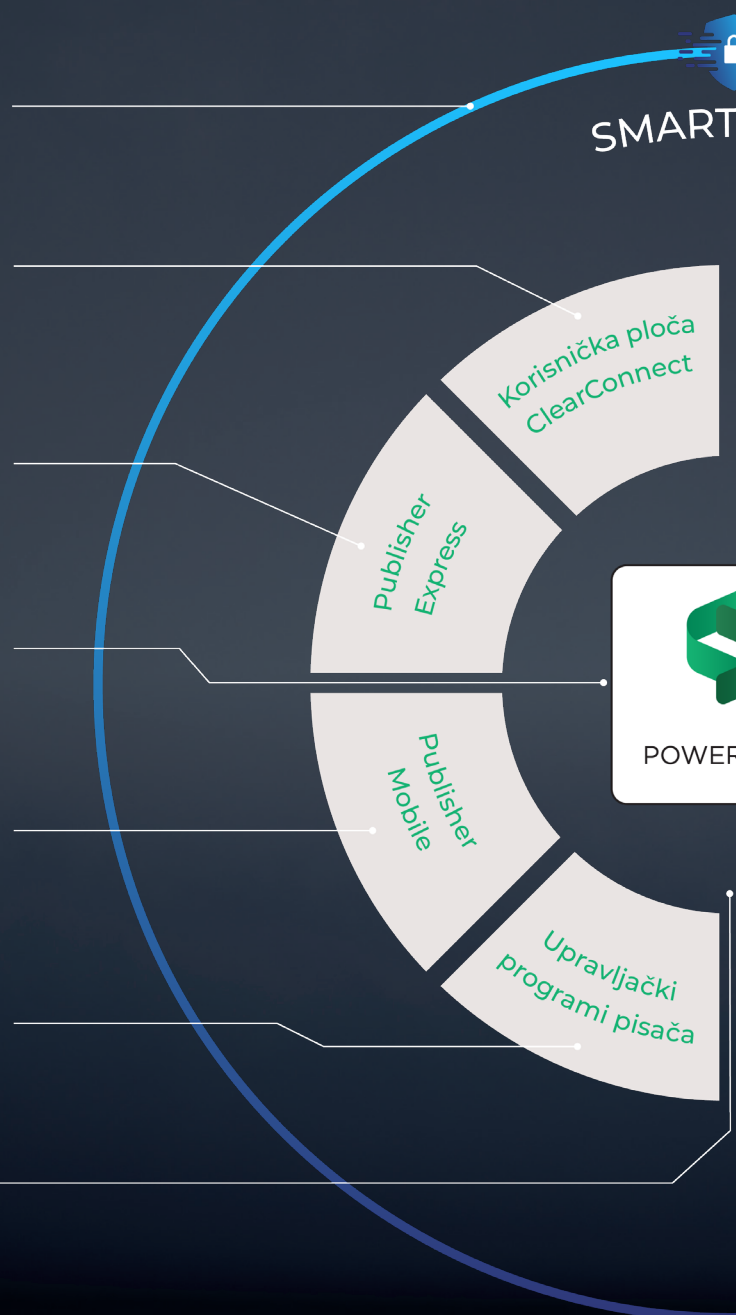 SMART
Korisnička ploča
ClearConnect
Publisher
Express
POWER
Publisher
Mobile
Upravljački
programi pisača